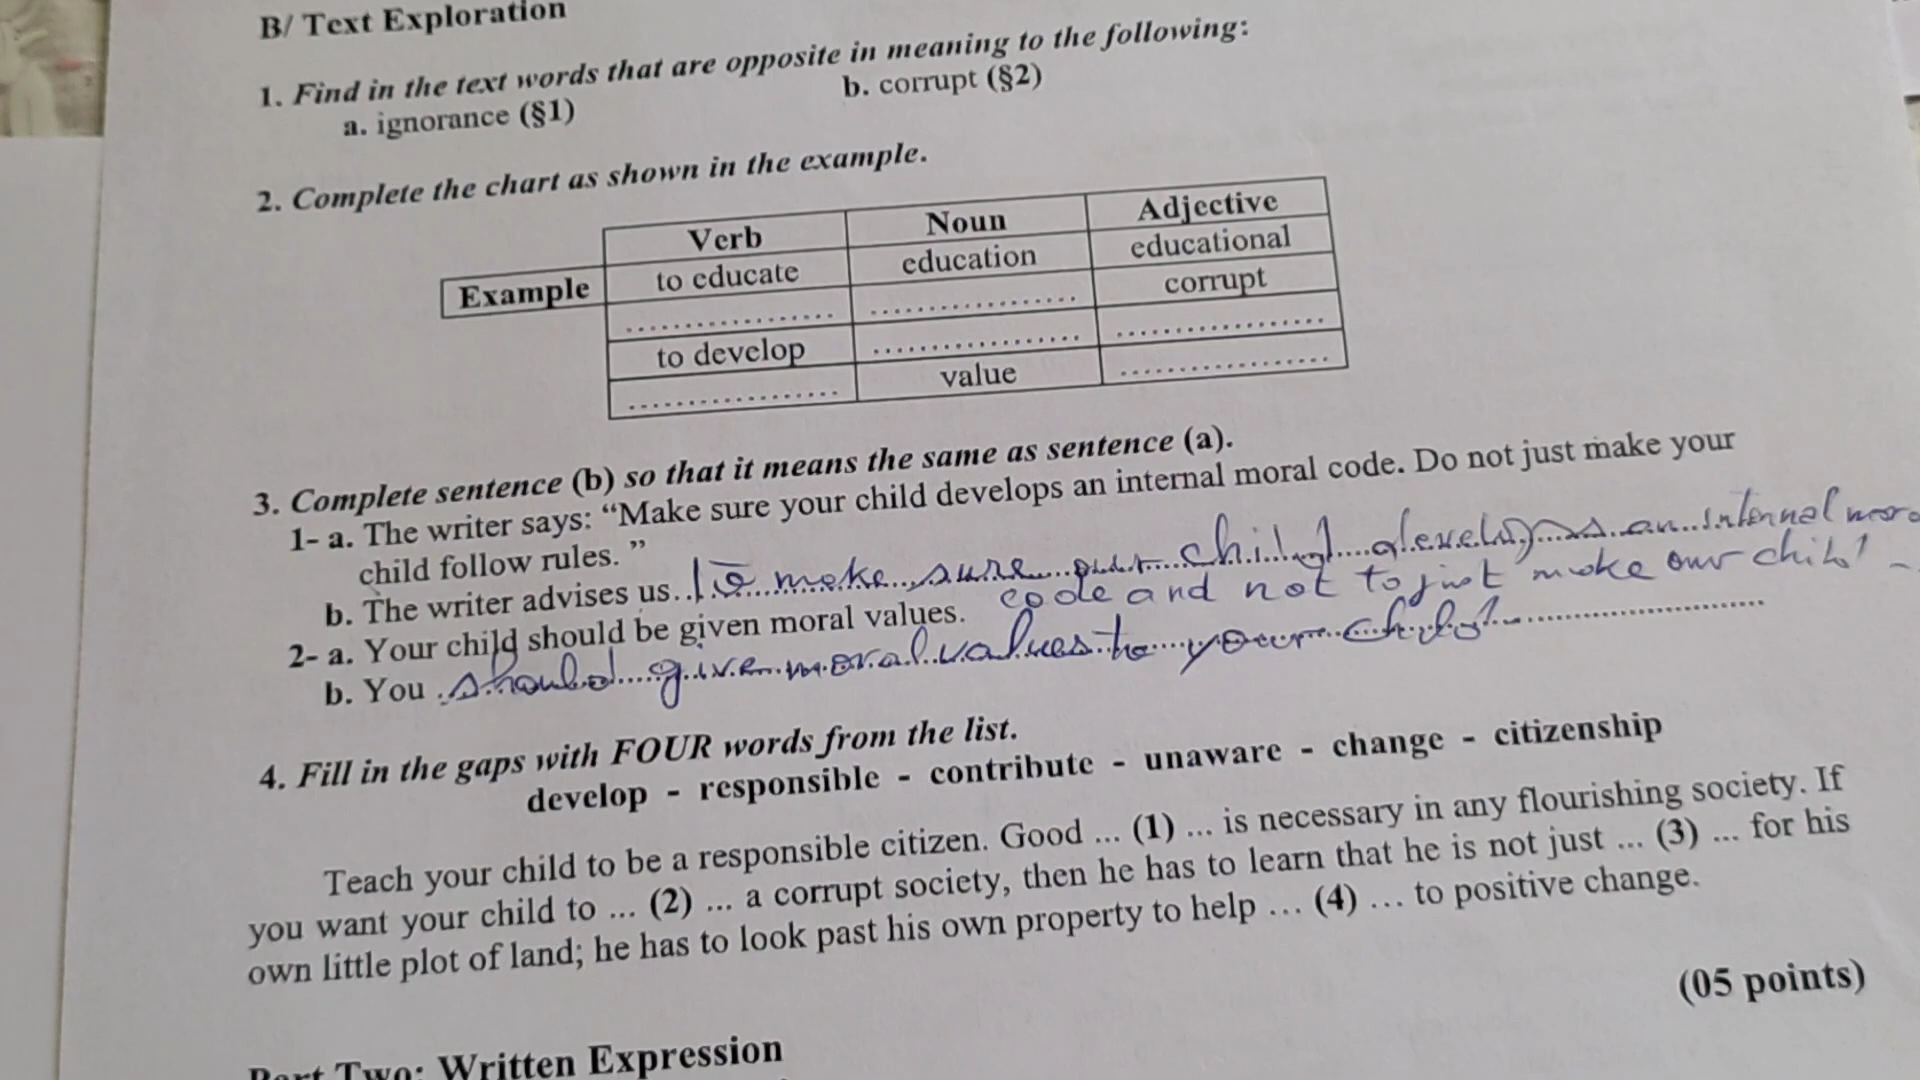 B/ Text Exploration
1. Find in the text words that are opposite in meaning to the following:
a. ignorance (§1) b. corrupt (§2)
2. Complete the chart as shown in the example.
Verb Noun Adjective
Example to educate education educational
.................. .................. corrupt
to develop .................. ..................
.................. value ..................
3. Complete sentence (b) so that it means the same as sentence (a).
1- a. The writer says: “Make sure your child develops an internal moral code. Do not just make your
child follow rules. ”
b. The writer advises us.. to make sure our child develops an internal mora
code and not to just make our child
2- a. Your child should be given moral values.
b. You should give moral values to your child
4. Fill in the gaps with FOUR words from the list.
develop - responsible - contribute - unaware - change - citizenship
Teach your child to be a responsible citizen. Good ... (1) ... is necessary in any flourishing society. If
you want your child to ... (2) ... a corrupt society, then he has to learn that he is not just ... (3) ... for his
own little plot of land; he has to look past his own property to help ... (4) ... to positive change.
(05 points)
Part Two: Written Expression